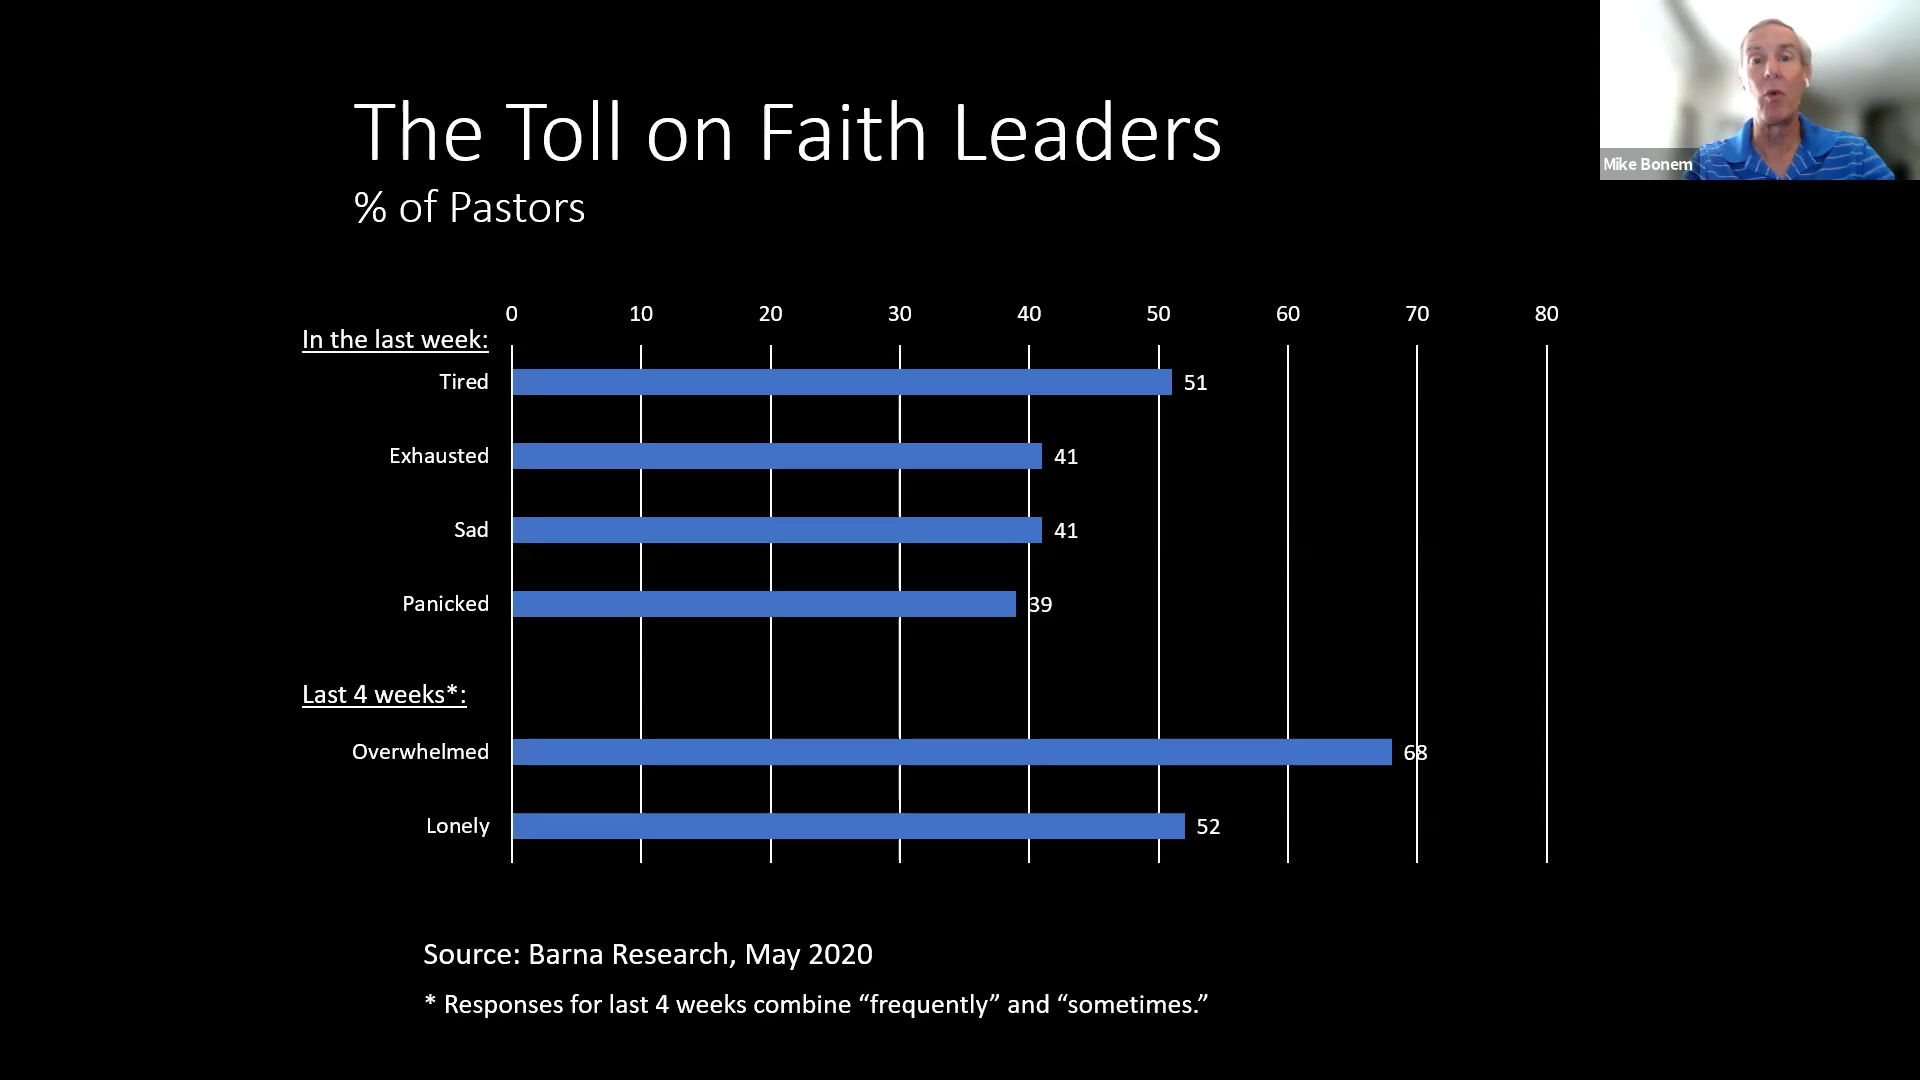 The Toll on Faith Leaders
% of Pastors
Mike Bonem
0 10 20 30 40 50 60 70 80
In the last week:
Tired 51
Exhausted 41
Sad 41
Panicked 39
Last 4 weeks*:
Overwhelmed 68
Lonely 52
Source: Barna Research, May 2020
* Responses for last 4 weeks combine “frequently” and “sometimes.”